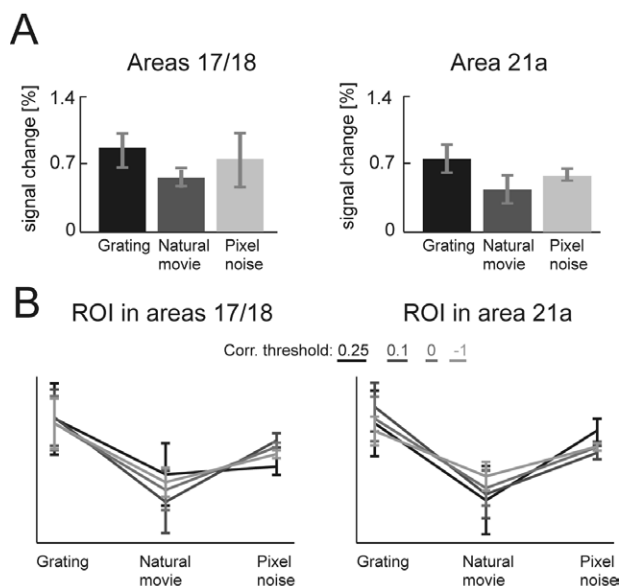 A
Areas 17/18
Area 21a
signal change [%]
1.4
0.7
0
Grating
Natural movie
Pixel noise
signal change [%]
1.4
0.7
0
Grating
Natural movie
Pixel noise
B
ROI in areas 17/18
ROI in area 21a
Corr. threshold: 0.25 0.1 0 -1
Grating
Natural movie
Pixel noise
Grating
Natural movie
Pixel noise